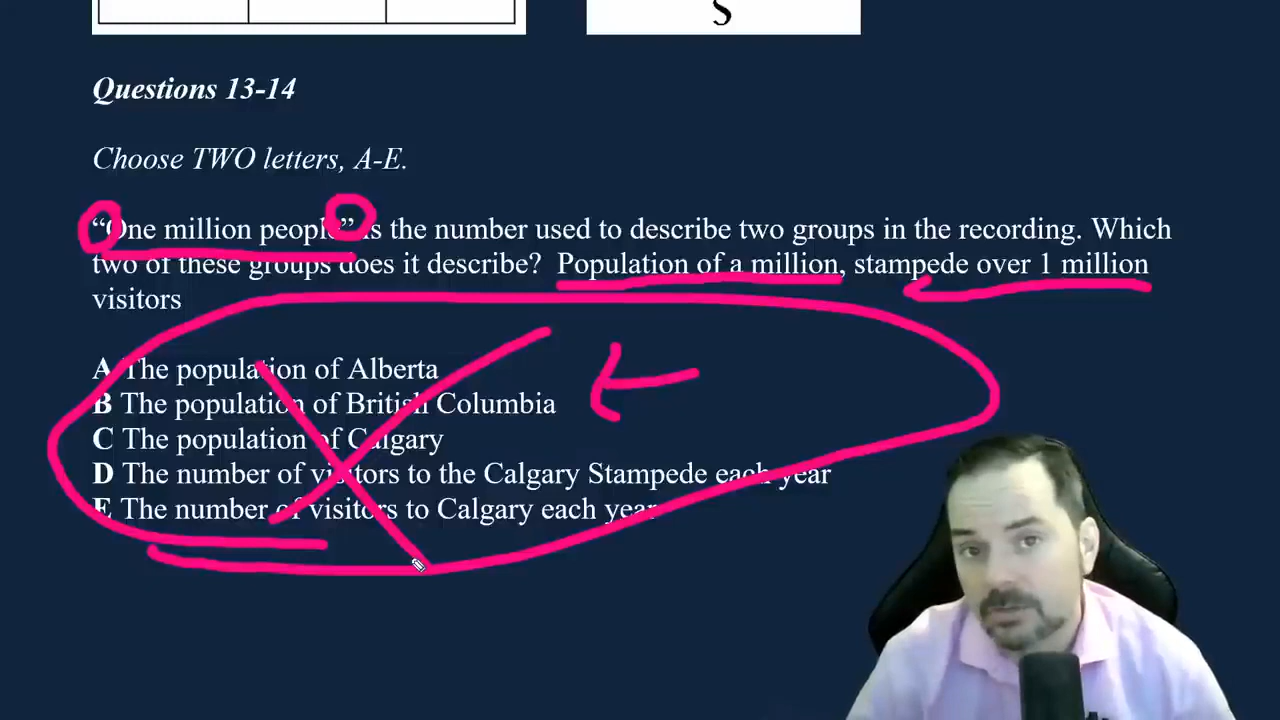 S
Questions 13-14
Choose TWO letters, A-E.
“One million people” is the number used to describe two groups in the recording. Which
two of these groups does it describe? Population of a million, stampede over 1 million
visitors
A The population of Alberta
B The population of British Columbia
C The population of Calgary
D The number of visitors to the Calgary Stampede each year
E The number of visitors to Calgary each year